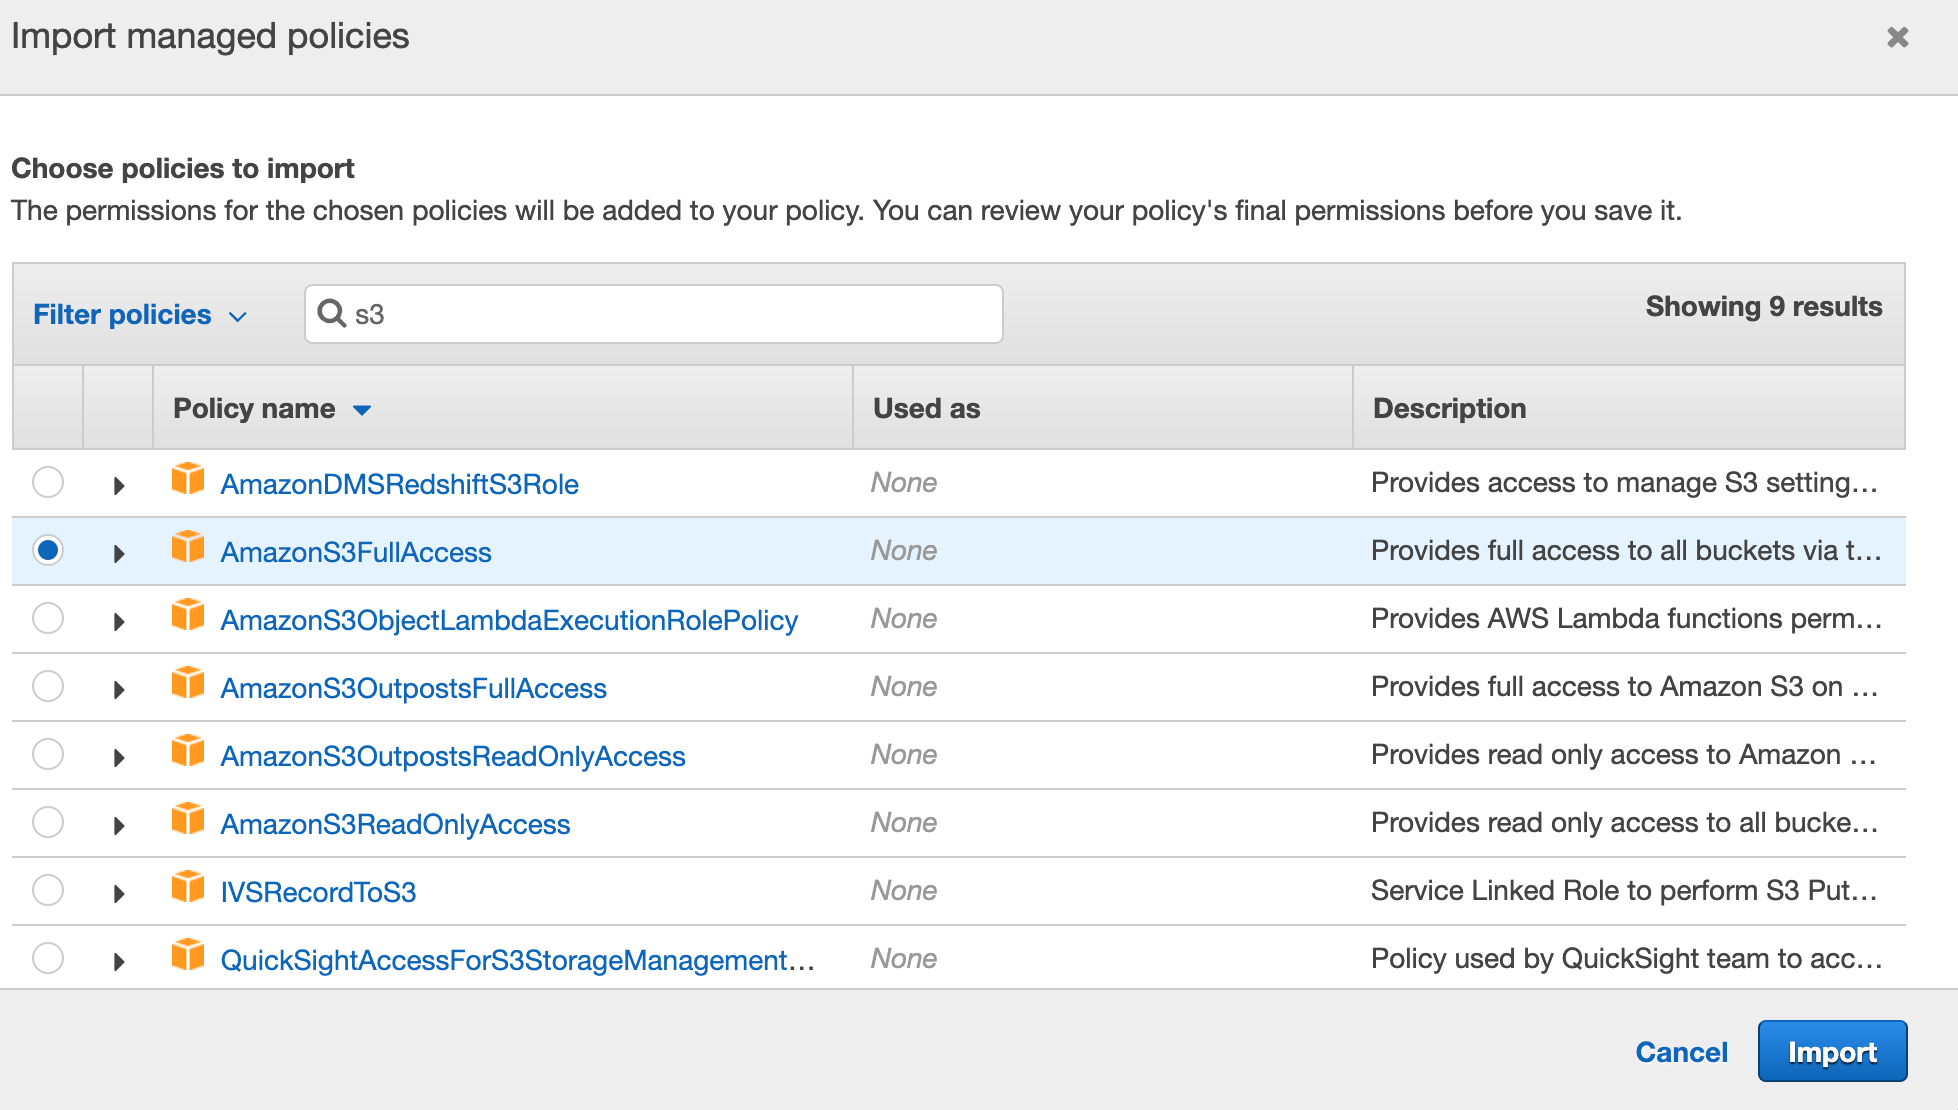 Import managed policies
Choose policies to import
The permissions for the chosen policies will be added to your policy. You can review your policy's final permissions before you save it.
Filter policies s3 Showing 9 results
Policy name Used as Description
AmazonDMSRedshiftS3Role None Provides access to manage S3 setting...
AmazonS3FullAccess None Provides full access to all buckets via t...
AmazonS3ObjectLambdaExecutionRolePolicy None Provides AWS Lambda functions perm...
AmazonS3OutpostsFullAccess None Provides full access to Amazon S3 on ...
AmazonS3OutpostsReadOnlyAccess None Provides read only access to Amazon ...
AmazonS3ReadOnlyAccess None Provides read only access to all bucke...
IVSRecordToS3 None Service Linked Role to perform S3 Put...
QuickSightAccessForS3StorageManagement... None Policy used by QuickSight team to acc...
Cancel Import